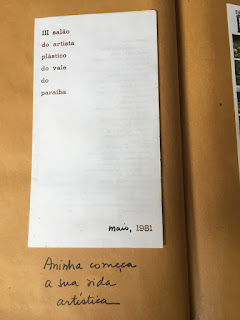 III salão
do artista
plástico
do vale
do
paraíba
maio, 1981
Aninha começa
a sua vida
artística